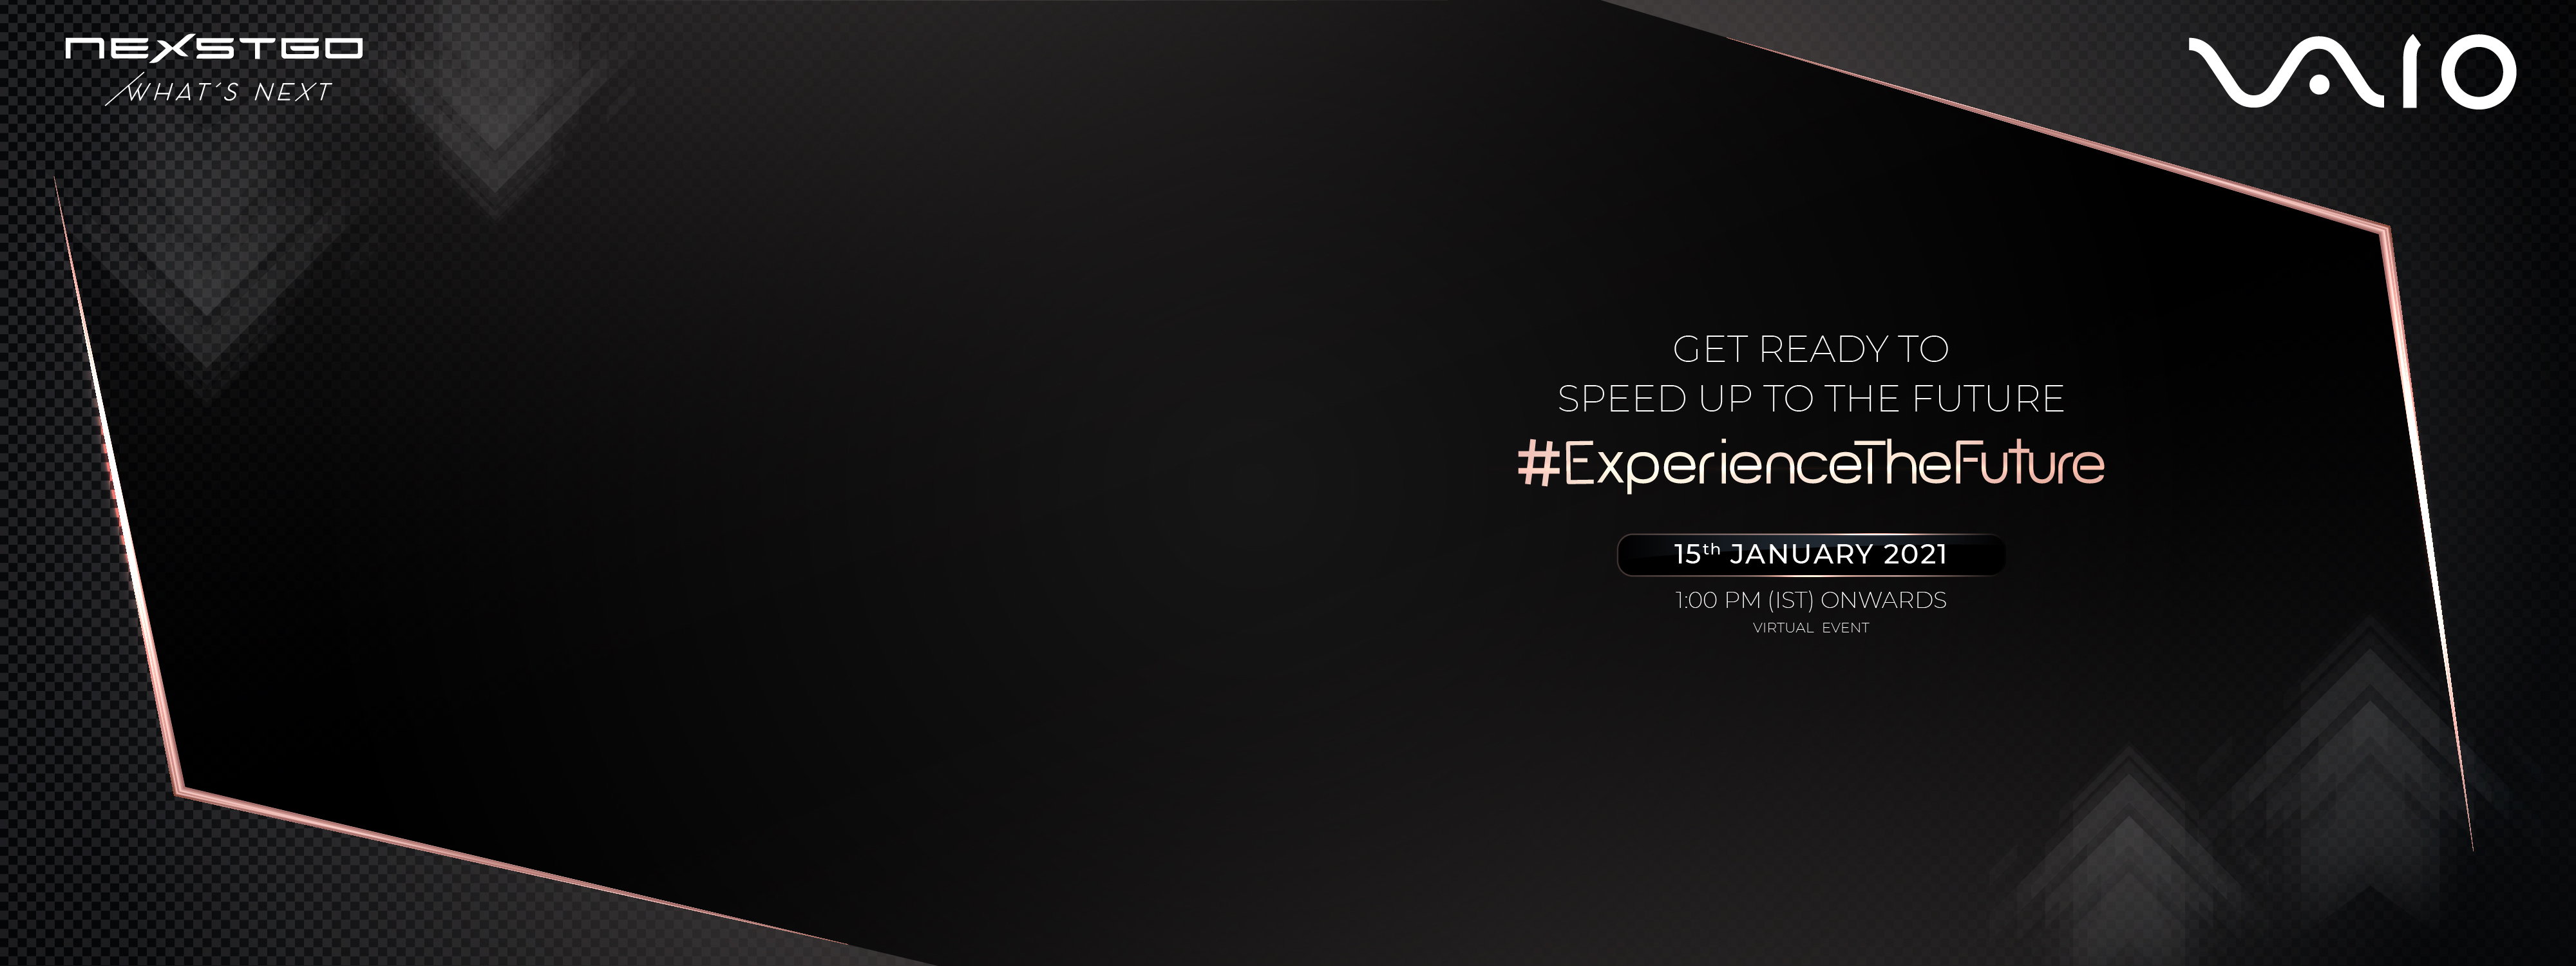 NEXSTGO
WHAT'S NEXT
VAIO
GET READY TO
SPEED UP TO THE FUTURE
#ExperienceTheFuture
15th JANUARY 2021
1:00 PM (IST) ONWARDS
VIRTUAL EVENT